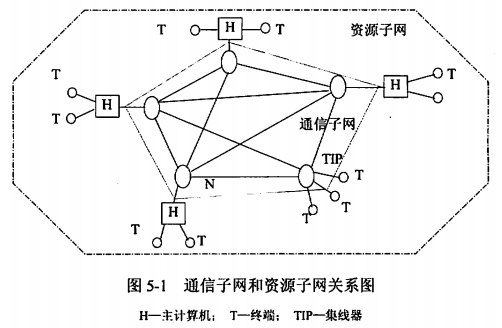 T H T 资源子网
T H H T
T
通信子网
TIP
T
N T
H T
T T
图 5-1 通信子网和资源子网关系图
H—主计算机； T—终端； TIP—集线器